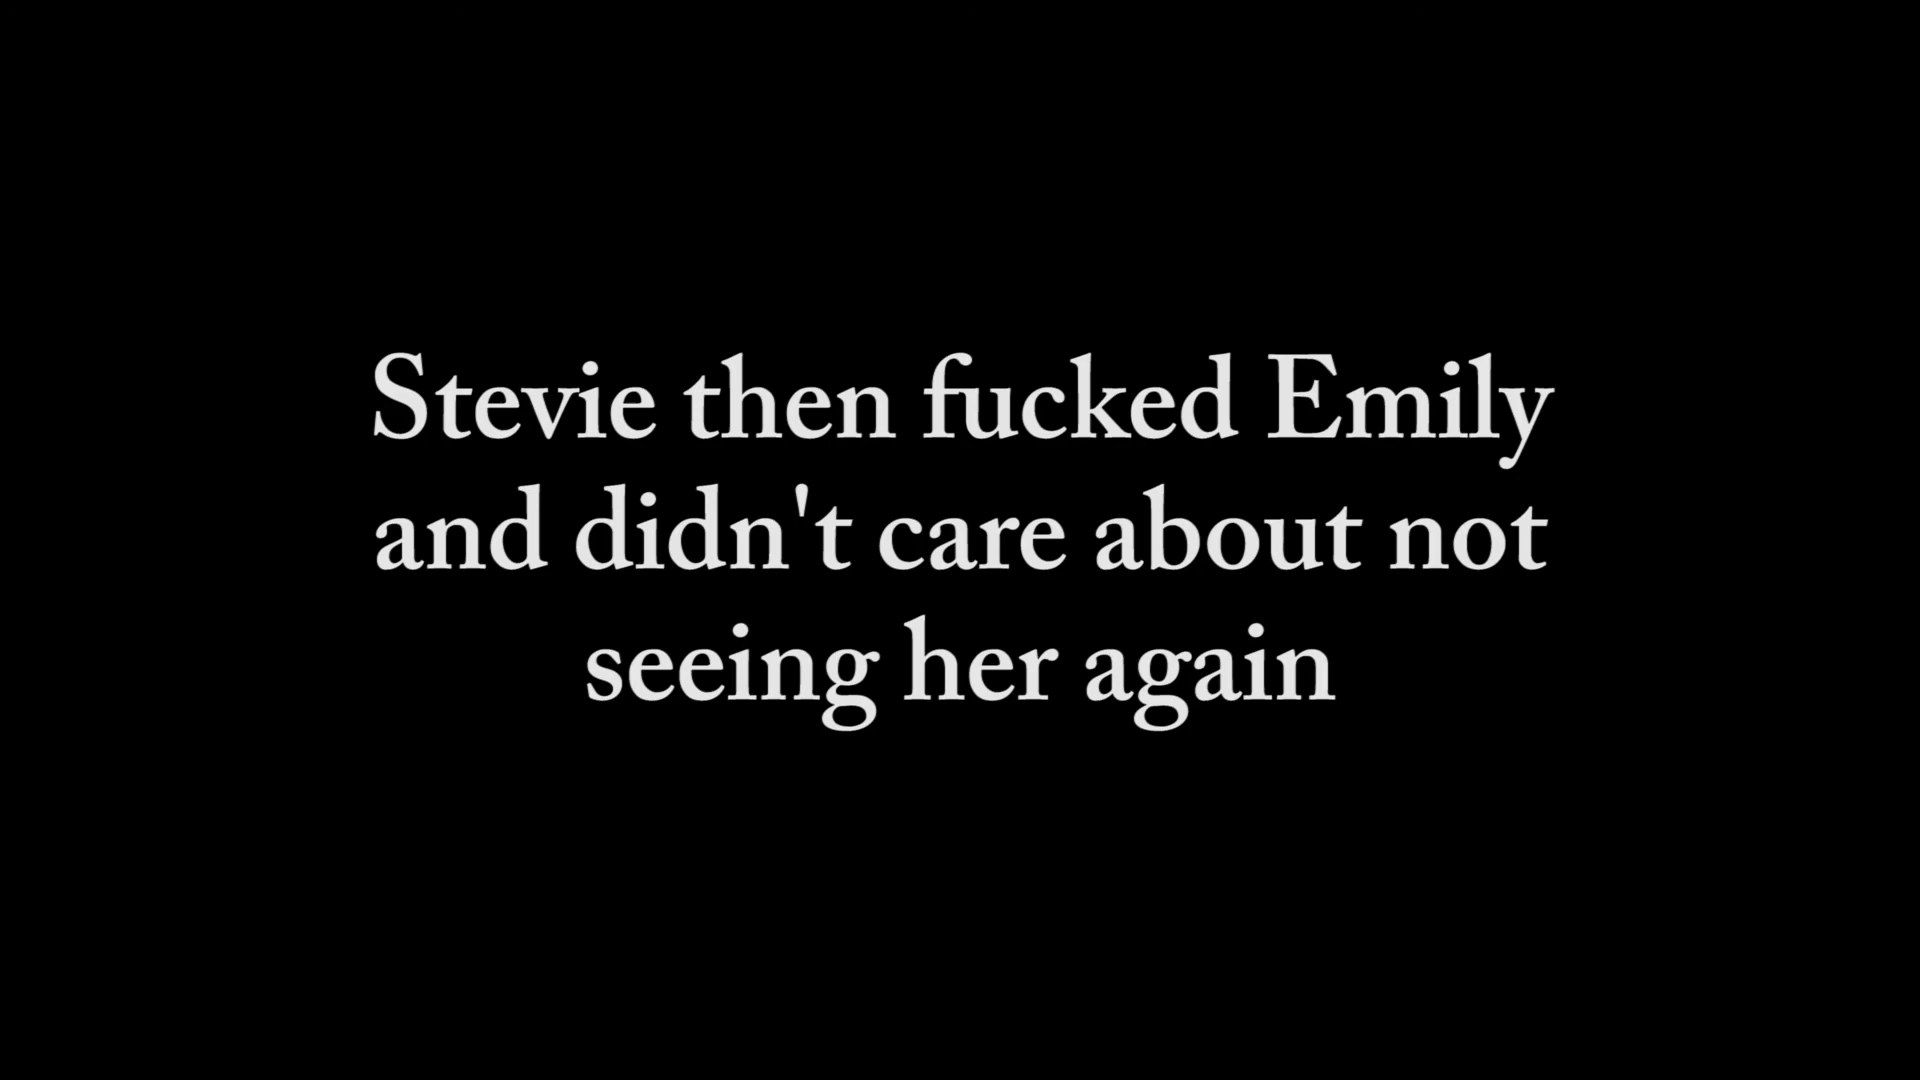 Stevie then fucked Emily
and didn't care about not
seeing her again